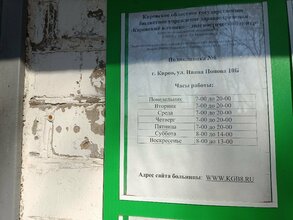 Кировское областное государственное
бюджетное учреждение здравоохранения
Поликлиника №6
г. Киров, ул. Ивана Попова 10Б
Часы работы:
Понедельник 7-00 до 20-00
Вторник 7-00 до 20-00
Среда 7-00 до 20-00
Четверг 7-00 до 20-00
Пятница 7-00 до 20-00
Суббота 8-00 до 14-00
Воскресенье 8-00 до 13-00
Адрес сайта больницы: WWW.KGB8.RU